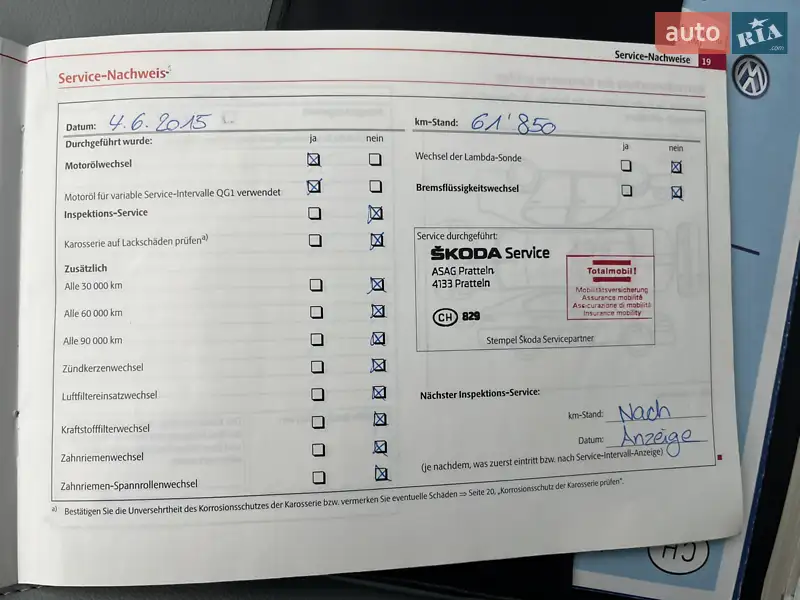 auto RIA .com
Service-Nachweise 19
Service-Nachweis
Datum: 4.6.2015
km-Stand: 61'850
Durchgeführt wurde: ja nein
ja nein
Motorölwechsel
Wechsel der Lambda-Sonde
Motoröl für variable Service-Intervalle QG1 verwendet
Bremsflüssigkeitswechsel
Inspektions-Service
Karosserie auf Lackschäden prüfen a)
Zusätzlich
Alle 30 000 km
Alle 60 000 km
Alle 90 000 km
Zündkerzenwechsel
Luftfiltereinsatzwechsel
Kraftstofffilterwechsel
Zahnriemenwechsel
Zahnriemen-Spannrollenwechsel
Service durchgeführt:
ŠKODA Service
ASAG Pratteln
4133 Pratteln
CH 829
Totalmobil!
Mobilitätsversicherung
Assurance mobilité
Assicurazione di mobilità
Insurance mobility
Stempel Škoda Servicepartner
Nächster Inspektions-Service:
km-Stand: Nach
Datum: Anzeige
(je nachdem, was zuerst eintritt bzw. nach Service-Intervall-Anzeige)
a) Bestätigen Sie die Unversehrtheit des Korrosionsschutzes der Karosserie bzw. vermerken Sie eventuelle Schäden ⇒ Seite 20, „Korrosionsschutz der Karosserie prüfen“.
CH